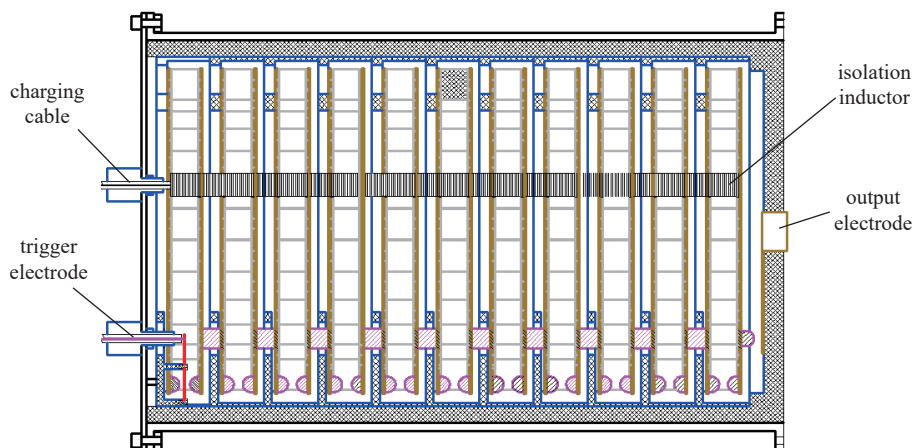 charging
cable
trigger
electrode
isolation
inductor
output
electrode